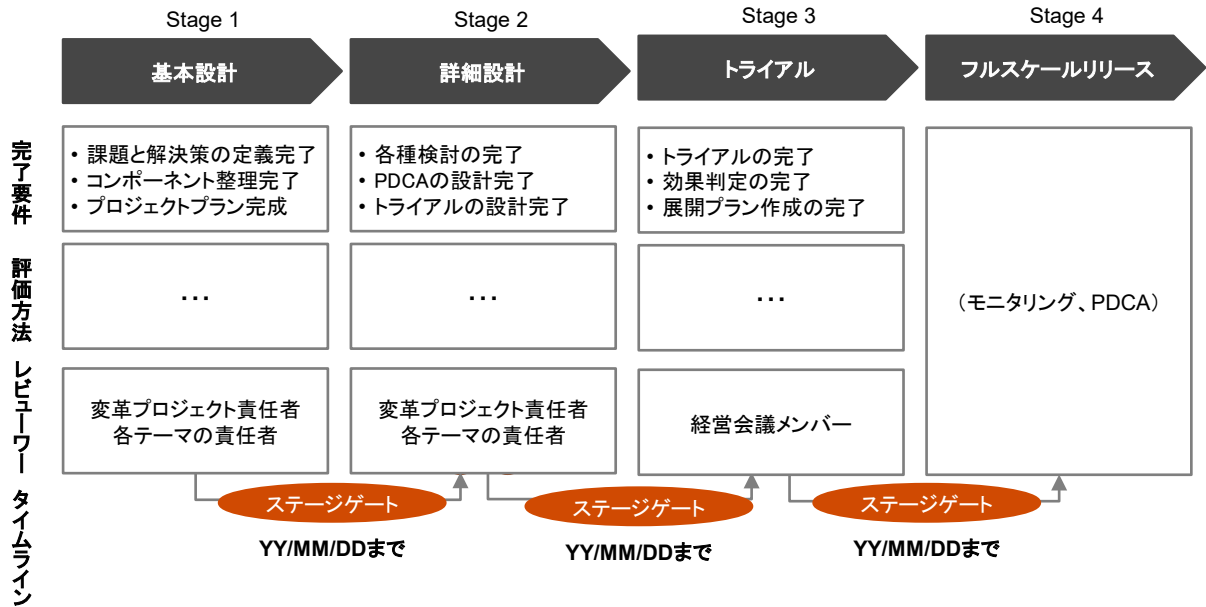 Stage 1
Stage 2
Stage 3
Stage 4
基本設計
詳細設計
トライアル
フルスケールリリース
完了要件
• 課題と解決策の定義完了
• コンポーネント整理完了
• プロジェクトプラン完成
• 各種検討の完了
• PDCAの設計完了
• トライアルの設計完了
• トライアルの完了
• 効果判定の完了
• 展開プラン作成の完了
(モニタリング、PDCA)
評価方法
...
...
...
レビューワー
変革プロジェクト責任者
各テーマの責任者
変革プロジェクト責任者
各テーマの責任者
経営会議メンバー
タイムライン
ステージゲート
ステージゲート
ステージゲート
YY/MM/DDまで
YY/MM/DDまで
YY/MM/DDまで